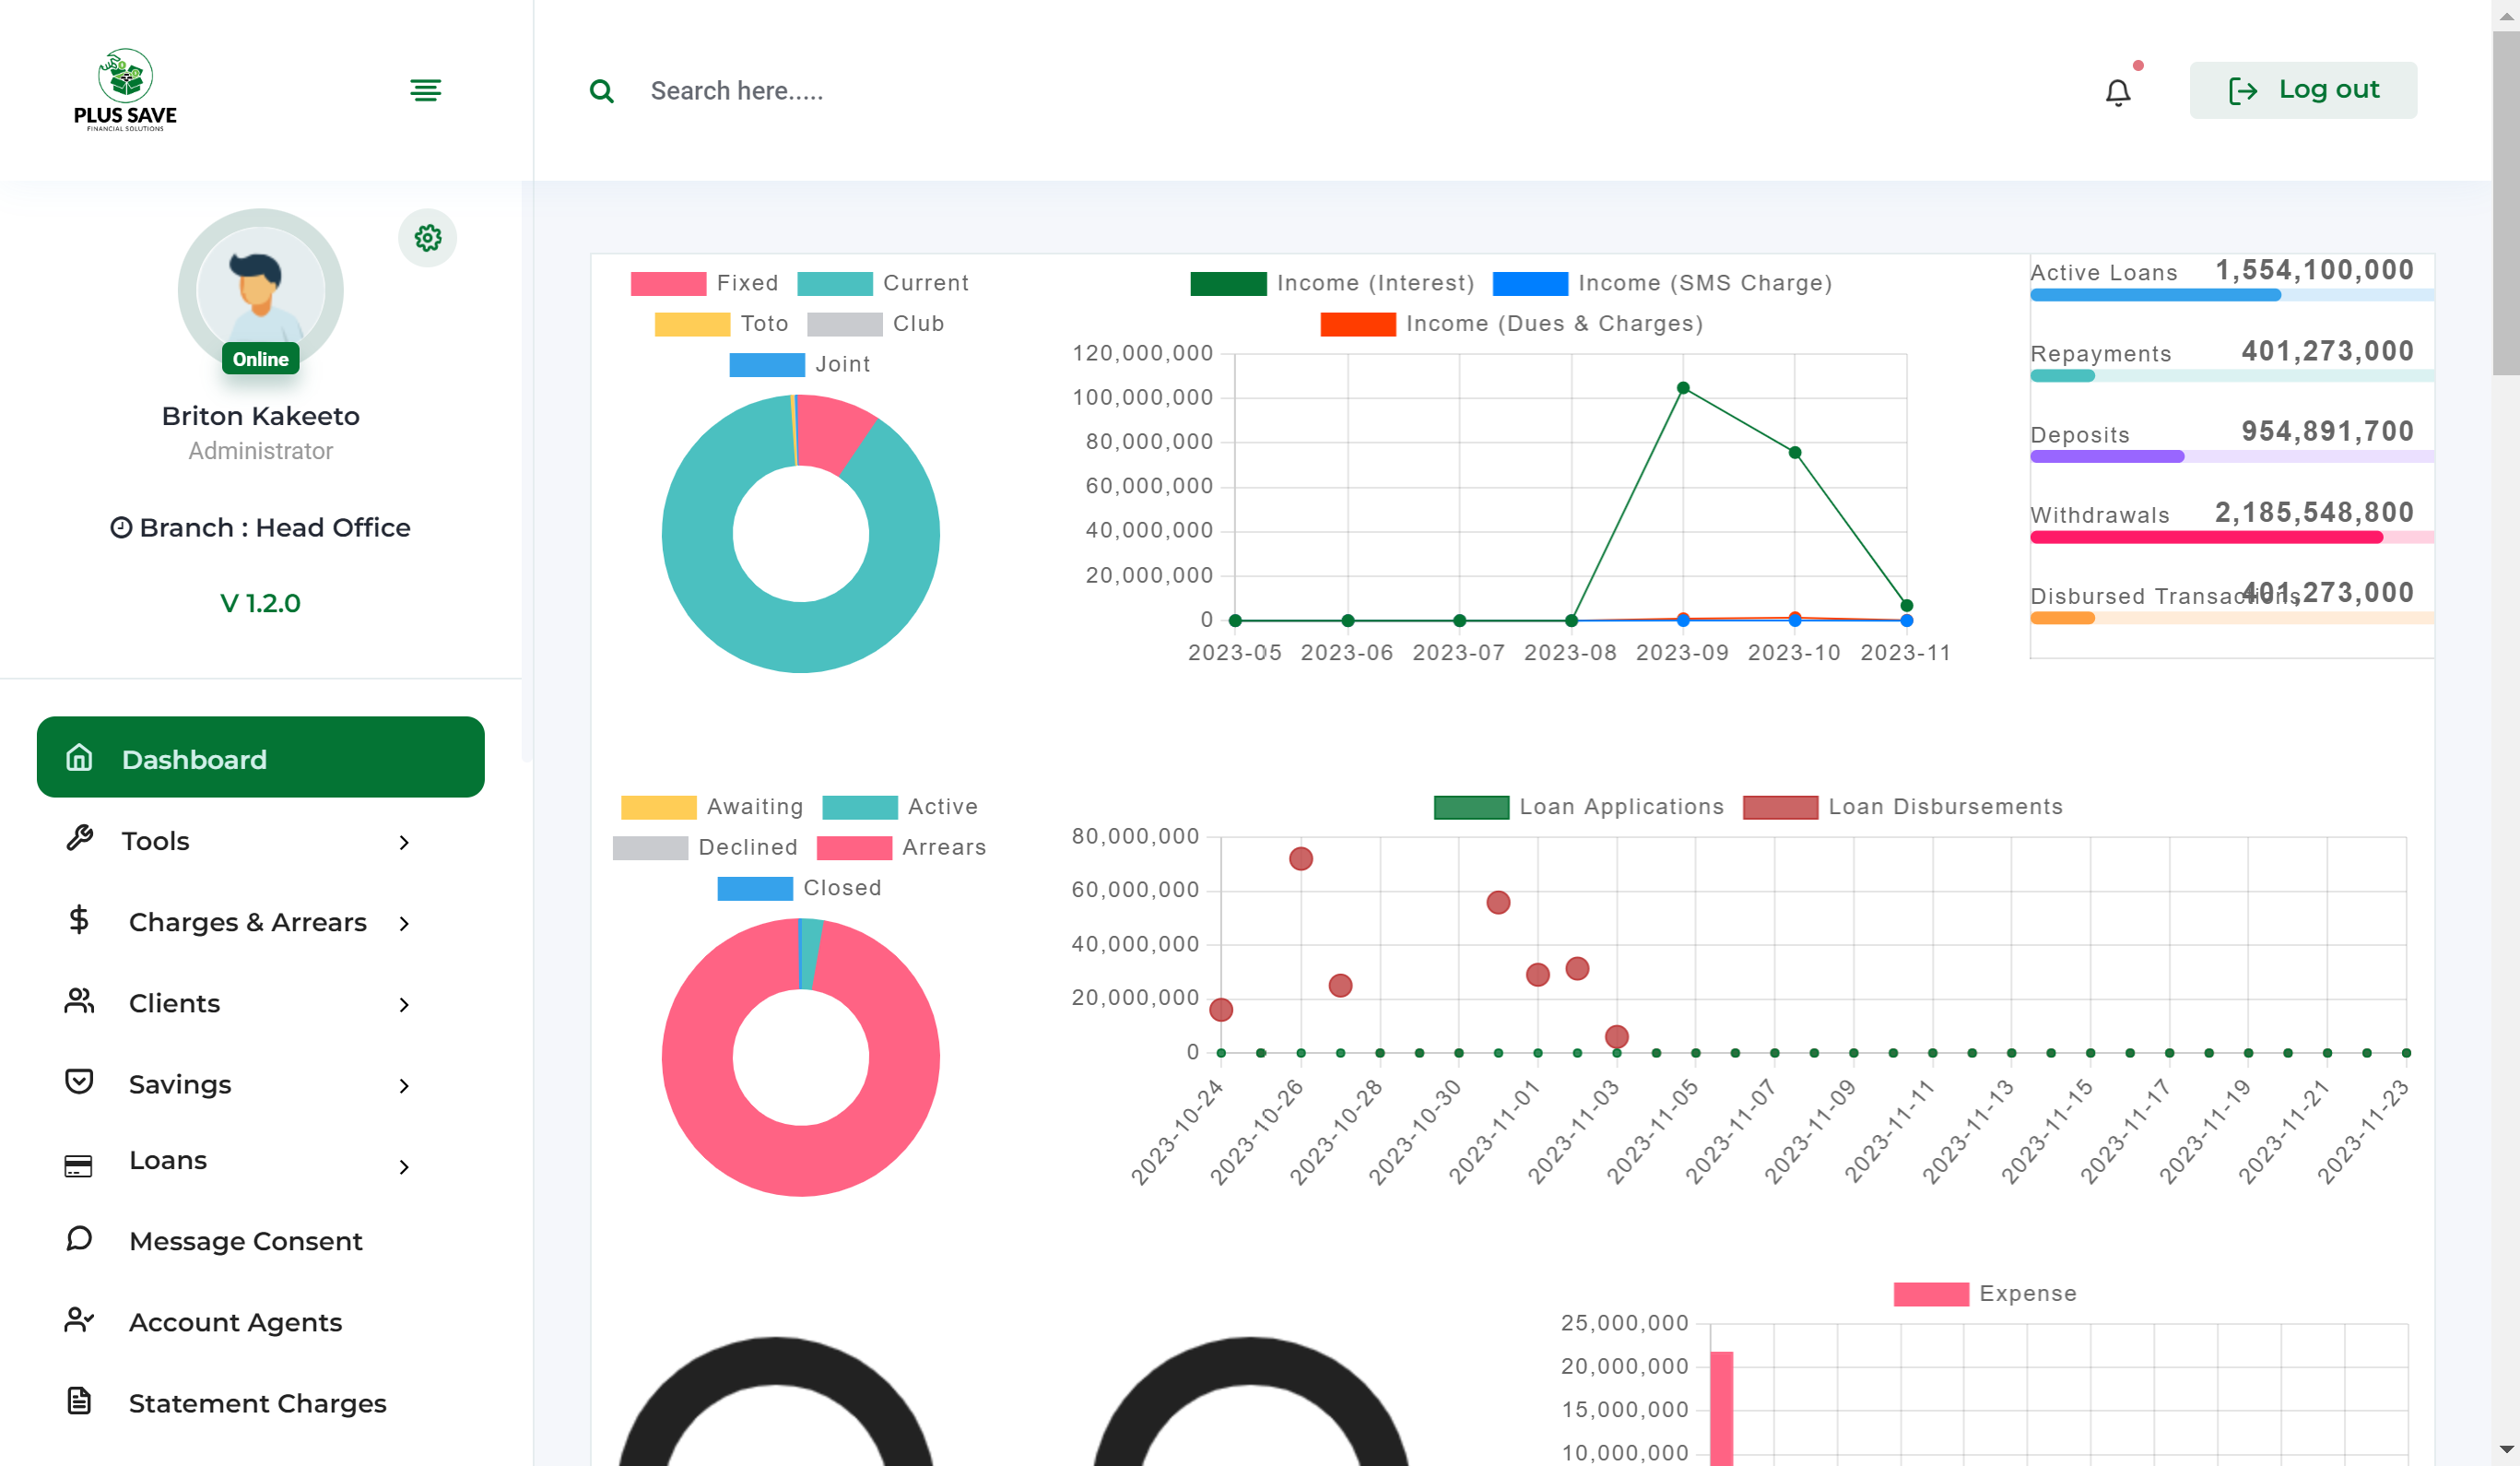 PLUS SAVE
FINANCIAL SOLUTIONS
Search here.....
Log out
Online
Briton Kakeeto
Administrator
Branch : Head Office
V 1.2.0
Dashboard
Tools
Charges & Arrears
Clients
Savings
Loans
Message Consent
Account Agents
Statement Charges
Fixed Current
Toto Club
Joint
Income (Interest) Income (SMS Charge)
Income (Dues & Charges)
120,000,000
100,000,000
80,000,000
60,000,000
40,000,000
20,000,000
0
2023-05 2023-06 2023-07 2023-08 2023-09 2023-10 2023-11
Active Loans 1,554,100,000
Repayments 401,273,000
Deposits 954,891,700
Withdrawals 2,185,548,800
Disbursed Transactions 401,273,000
Awaiting Active
Declined Arrears
Closed
Loan Applications Loan Disbursements
80,000,000
60,000,000
40,000,000
20,000,000
0
2023-10-24 2023-10-26 2023-10-28 2023-10-30 2023-11-01 2023-11-03 2023-11-05 2023-11-07 2023-11-09 2023-11-11 2023-11-13 2023-11-15 2023-11-17 2023-11-19 2023-11-21 2023-11-23
Expense
25,000,000
20,000,000
15,000,000
10,000,000